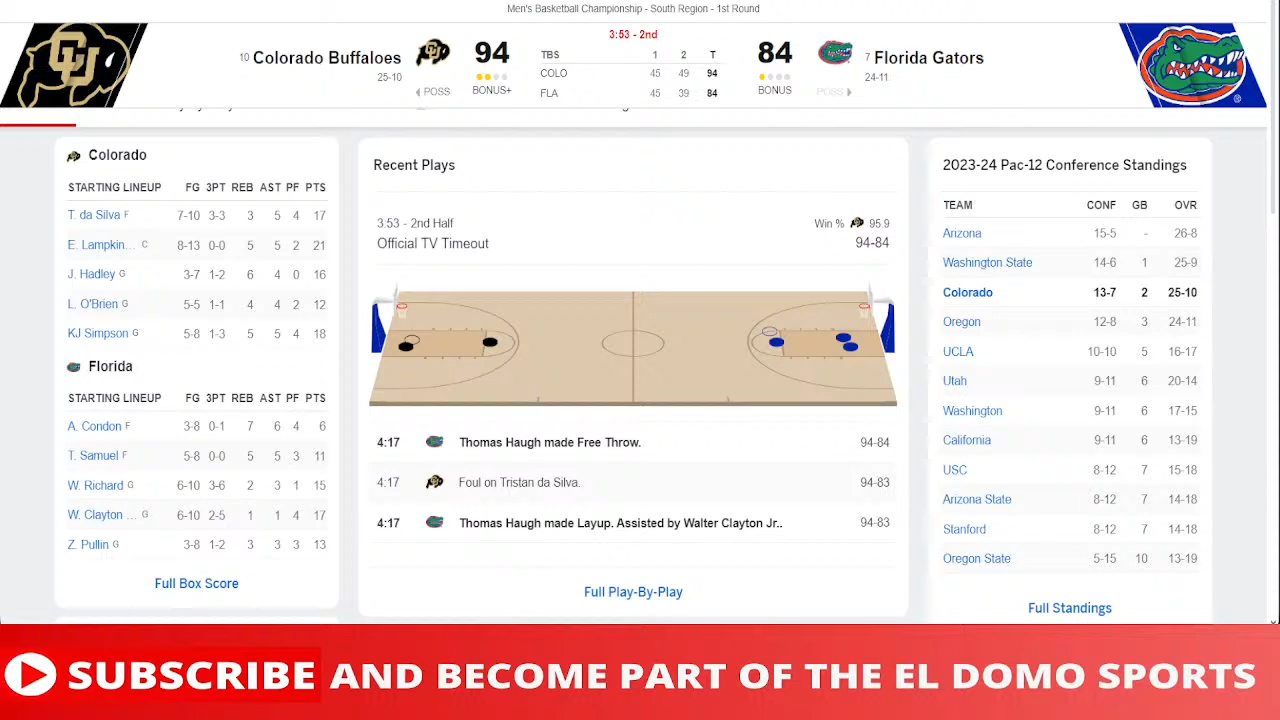 Men's Basketball Championship - South Region - 1st Round
10 Colorado Buffaloes
25-10
94
BONUS+
POSS
3:53 - 2nd
TBS 1 2 T
COLO 45 49 94
FLA 45 39 84
84
BONUS
POSS
7 Florida Gators
24-11
Colorado
STARTING LINEUP FG 3PT REB AST PF PTS
T. da Silva F 7-10 3-3 3 5 4 17
E. Lampkin... C 8-13 0-0 5 5 2 21
J. Hadley G 3-7 1-2 6 4 0 16
L. O'Brien G 5-5 1-1 4 4 2 12
KJ Simpson G 5-8 1-3 5 5 4 18
Florida
STARTING LINEUP FG 3PT REB AST PF PTS
A. Condon F 3-8 0-1 7 6 4 6
T. Samuel F 5-8 0-0 5 5 3 11
W. Richard G 6-10 3-6 2 3 1 15
W. Clayton ... G 6-10 2-5 1 1 4 17
Z. Pullin G 3-8 1-2 3 3 3 13
Full Box Score
Recent Plays
3:53 - 2nd Half
Win % 95.9
Official TV Timeout
94-84
4:17 Thomas Haugh made Free Throw. 94-84
4:17 Foul on Tristan da Silva. 94-83
4:17 Thomas Haugh made Layup. Assisted by Walter Clayton Jr.. 94-83
Full Play-By-Play
2023-24 Pac-12 Conference Standings
TEAM CONF GB OVR
Arizona 15-5 - 26-8
Washington State 14-6 1 25-9
Colorado 13-7 2 25-10
Oregon 12-8 3 24-11
UCLA 10-10 5 16-17
Utah 9-11 6 20-14
Washington 9-11 6 17-15
California 9-11 6 13-19
USC 8-12 7 15-18
Arizona State 8-12 7 14-18
Stanford 8-12 7 14-18
Oregon State 5-15 10 13-19
Full Standings
SUBSCRIBE AND BECOME PART OF THE EL DOMO SPORTS